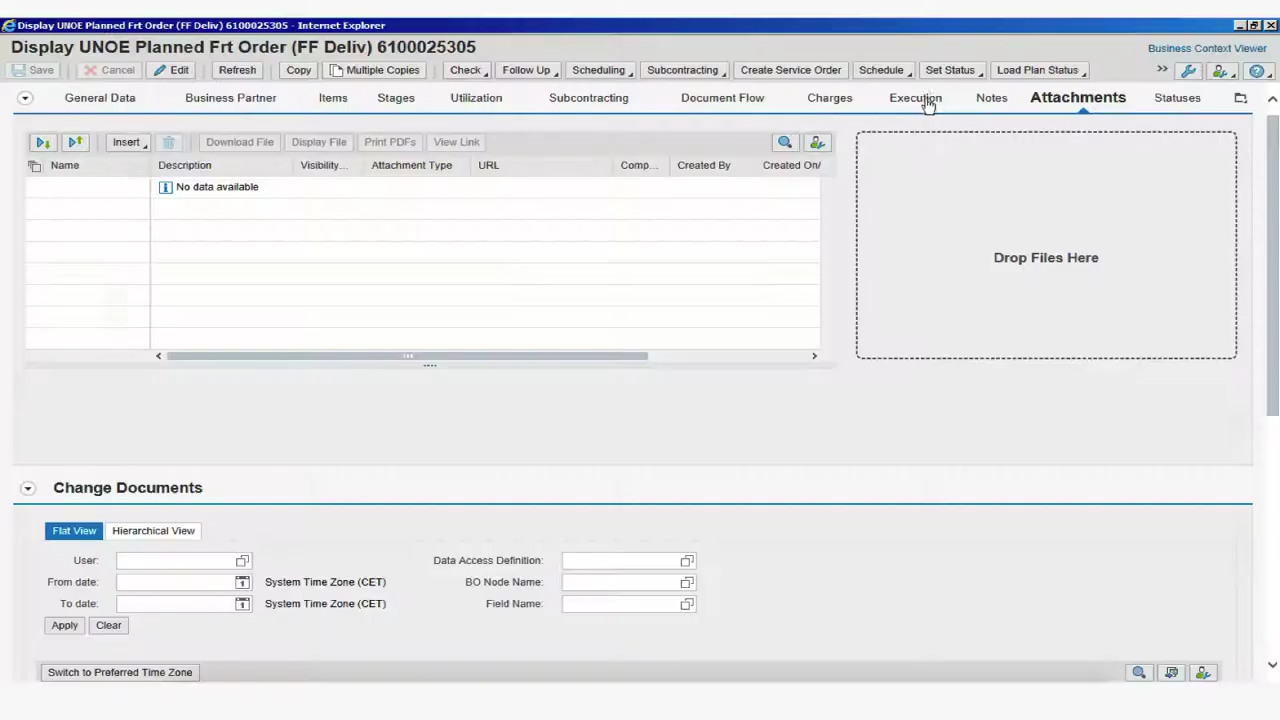 Display UNOE Planned Frt Order (FF Deliv) 6100025305 - Internet Explorer
Display UNOE Planned Frt Order (FF Deliv) 6100025305
Business Context Viewer
Save Cancel Edit Refresh Copy Multiple Copies Check Follow Up Scheduling Subcontracting Create Service Order Schedule Set Status Load Plan Status
General Data Business Partner Items Stages Utilization Subcontracting Document Flow Charges Execution Notes Attachments Statuses
Insert Download File Display File Print PDFs View Link
Name Description Visibility... Attachment Type URL Comp... Created By Created On/
No data available
Drop Files Here
Change Documents
Flat View Hierarchical View
User: Data Access Definition:
From date: System Time Zone (CET) BO Node Name:
To date: System Time Zone (CET) Field Name:
Apply Clear
Switch to Preferred Time Zone